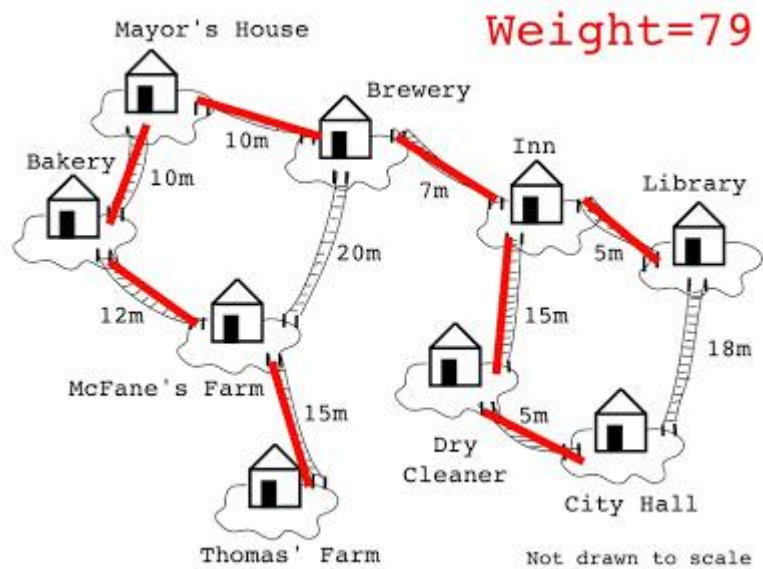 Weight=79
Mayor's House
Brewery
10m
Inn
Bakery
10m
7m
Library
20m
5m
12m
15m
18m
McFane's Farm
15m
5m
Dry
Cleaner
City Hall
Thomas' Farm
Not drawn to scale